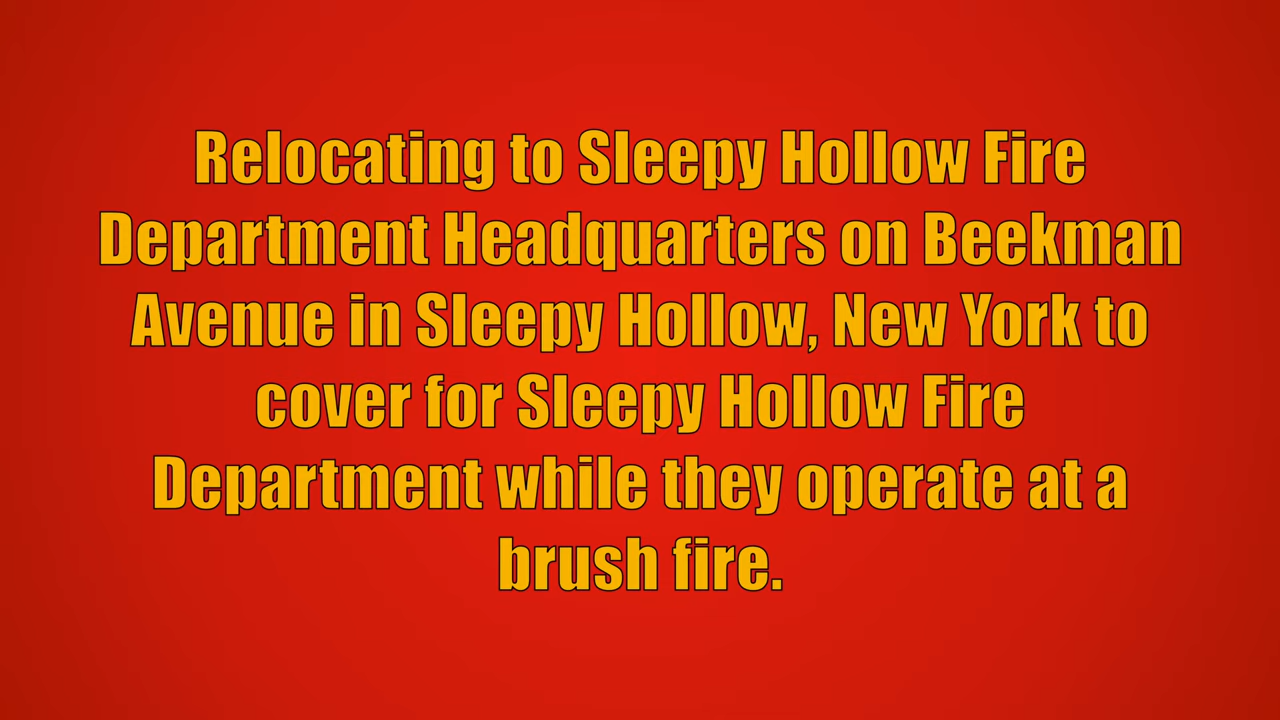 Relocating to Sleepy Hollow Fire
Department Headquarters on Beekman
Avenue in Sleepy Hollow, New York to
cover for Sleepy Hollow Fire
Department while they operate at a
brush fire.